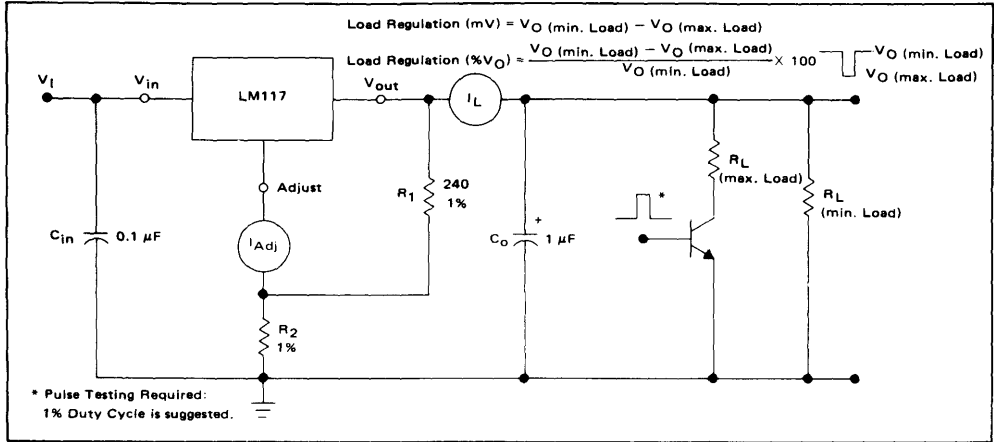 Load Regulation (mV) = VO (min. Load) − VO (max. Load)
Load Regulation (%VO) = VO (min. Load) − VO (max. Load) / VO (min. Load) × 100
VO (min. Load)
VO (max. Load)
VI
Vin
LM117
Vout
IL
Adjust
R1
240
1%
RL
(max. Load)
RL
(min. Load)
*
Cin
0.1 μF
IAdj
Co
+
1 μF
R2
1%
* Pulse Testing Required:
1% Duty Cycle is suggested.